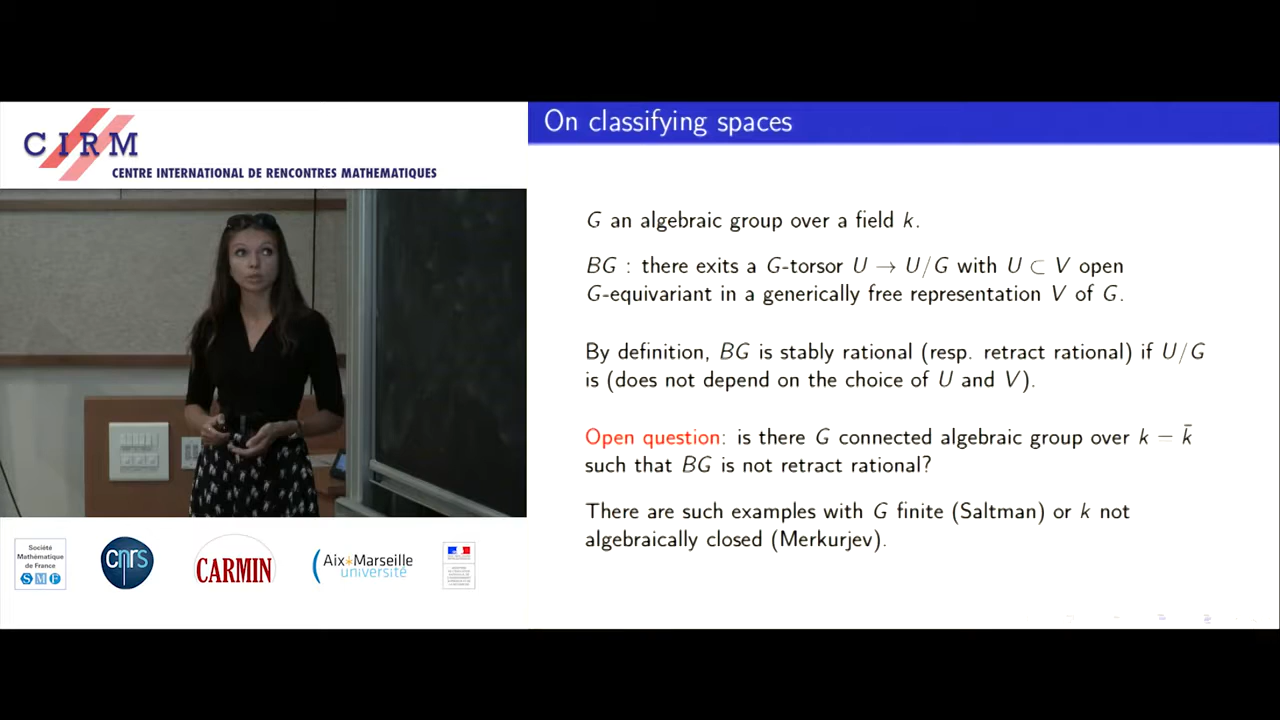 CIRM
CENTRE INTERNATIONAL DE RENCONTRES MATHEMATIQUES
On classifying spaces
G an algebraic group over a field k.
BG : there exits a G-torsor U → U/G with U ⊂ V open
G-equivariant in a generically free representation V of G.
By definition, BG is stably rational (resp. retract rational) if U/G
is (does not depend on the choice of U and V).
Open question: is there G connected algebraic group over k = k̄
such that BG is not retract rational?
There are such examples with G finite (Saltman) or k not
algebraically closed (Merkurjev).
Société
Mathématique
de France
SMF
cnrs
CARMIN
Aix*Marseille
université